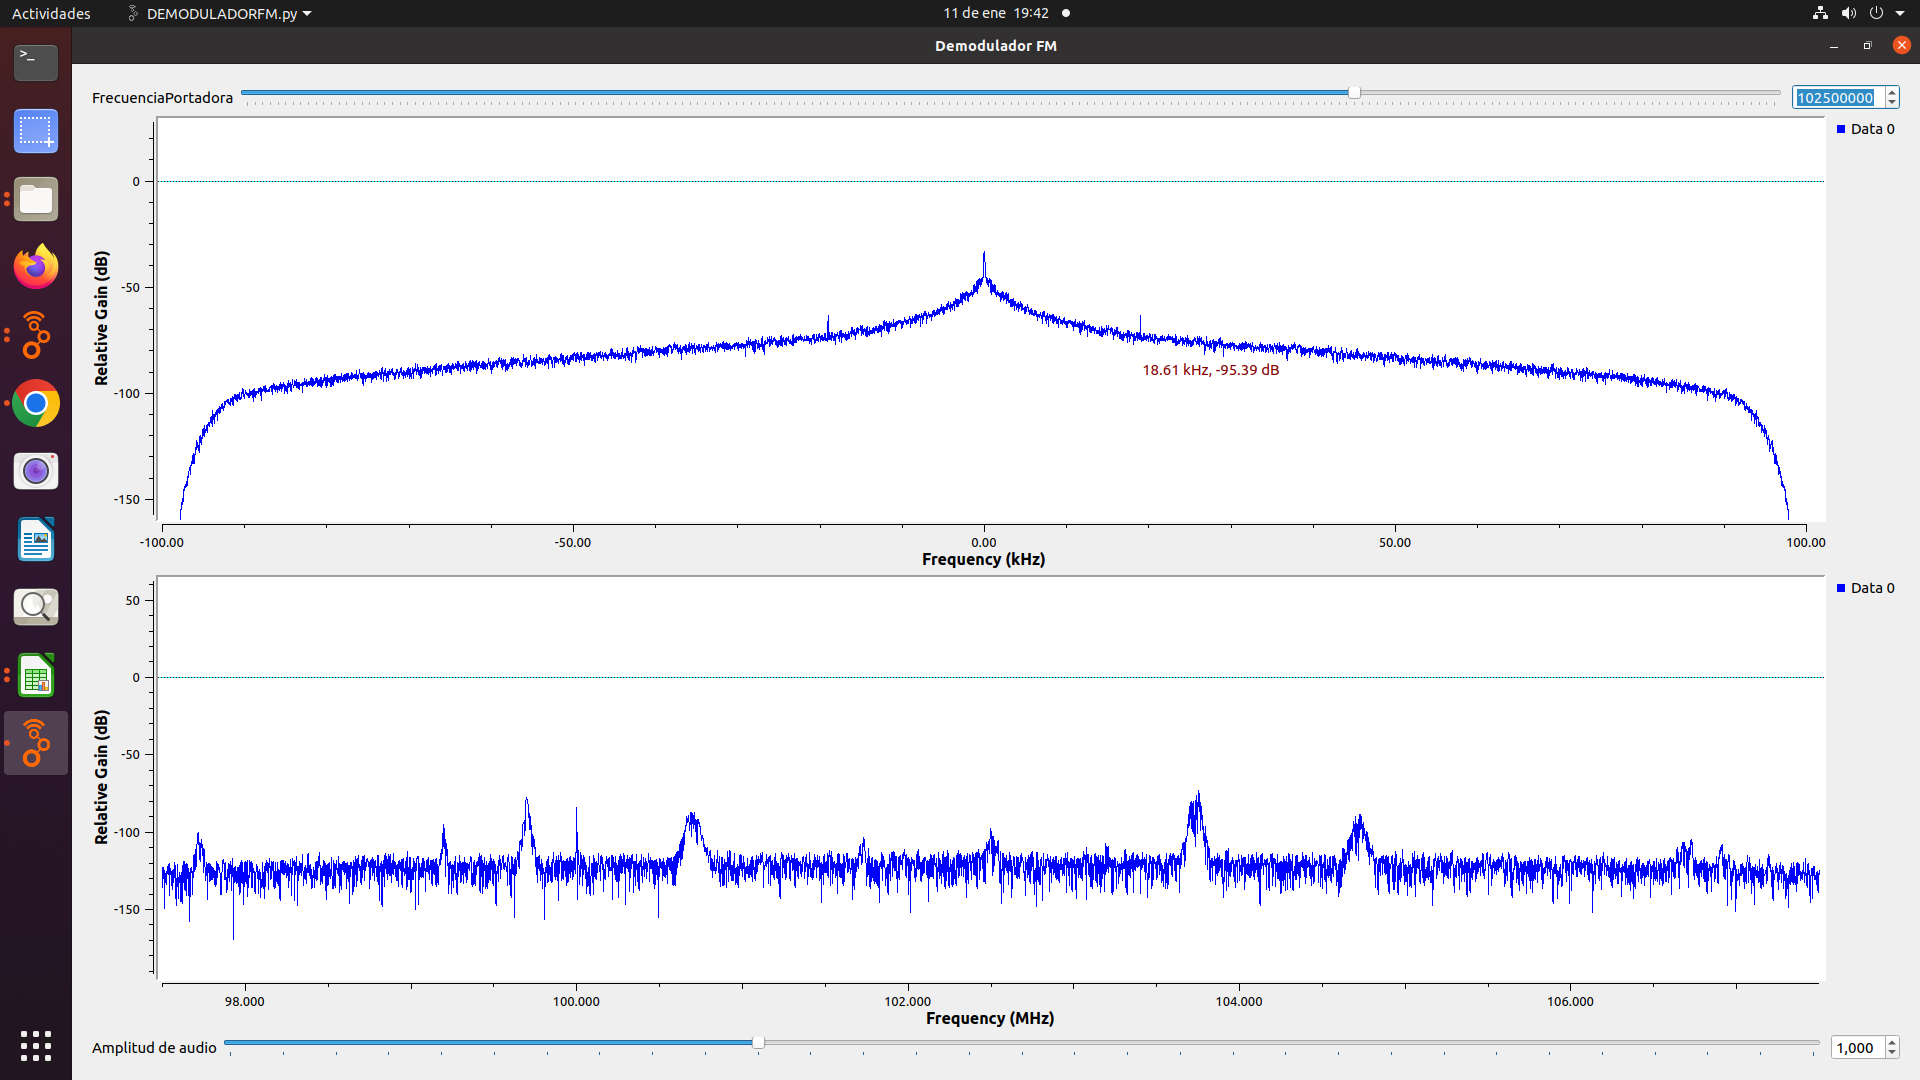 Actividades DEMODULADORFM.py 11 de ene 19:42
Demodulador FM
FrecuenciaPortadora 102500000
Data 0
Relative Gain (dB)
0
-50
-100
-150
18.61 kHz, -95.39 dB
-100.00 -50.00 0.00 50.00 100.00
Frequency (kHz)
Data 0
Relative Gain (dB)
50
0
-50
-100
-150
98.000 100.000 102.000 104.000 106.000
Frequency (MHz)
Amplitud de audio 1,000